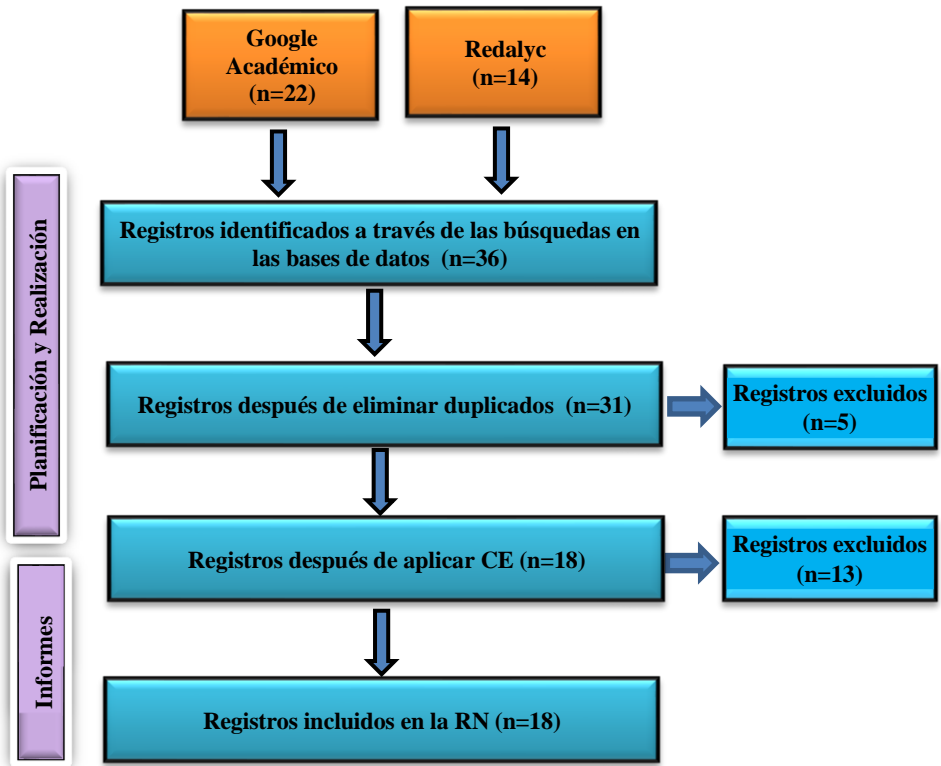 Google
Académico
(n=22)
Redalyc
(n=14)
Planificación y Realización
Registros identificados a través de las búsquedas en
las bases de datos (n=36)
Registros después de eliminar duplicados (n=31)
Registros excluidos
(n=5)
Registros después de aplicar CE (n=18)
Registros excluidos
(n=13)
Informes
Registros incluidos en la RN (n=18)